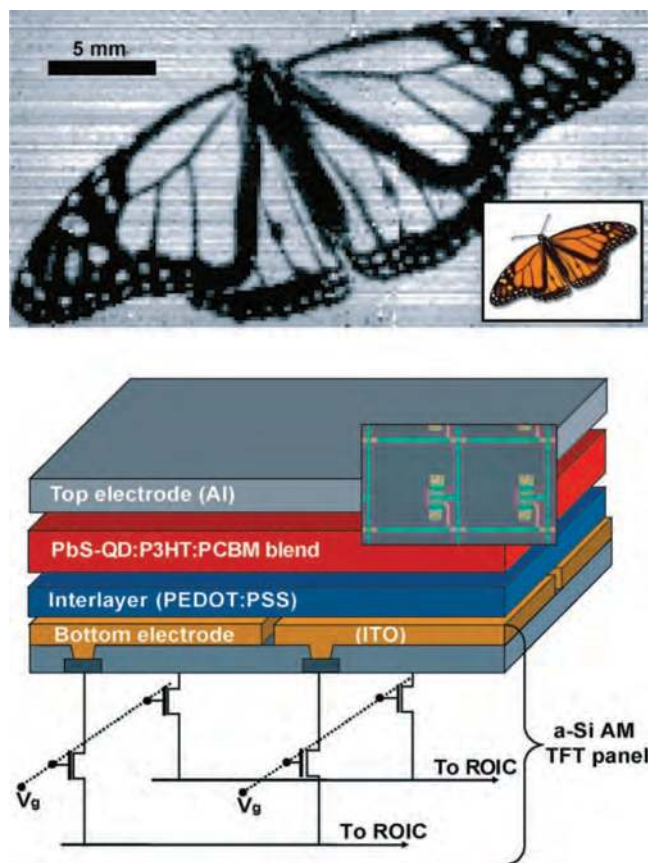 5 mm
Top electrode (Al)
PbS-QD:P3HT:PCBM blend
Interlayer (PEDOT:PSS)
Bottom electrode (ITO)
a-Si AM
TFT panel
To ROIC
Vg Vg
To ROIC